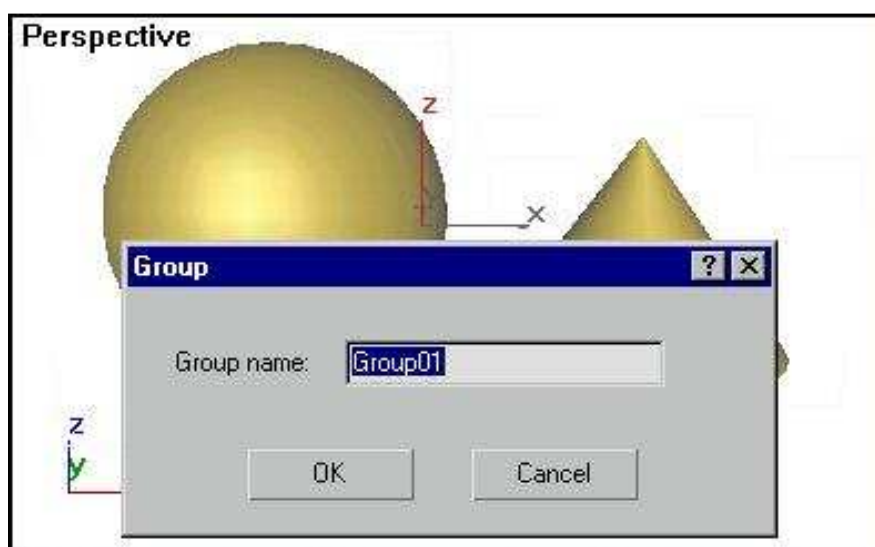 Perspective
z
x
Group
Group name: Group01
z
y
OK Cancel